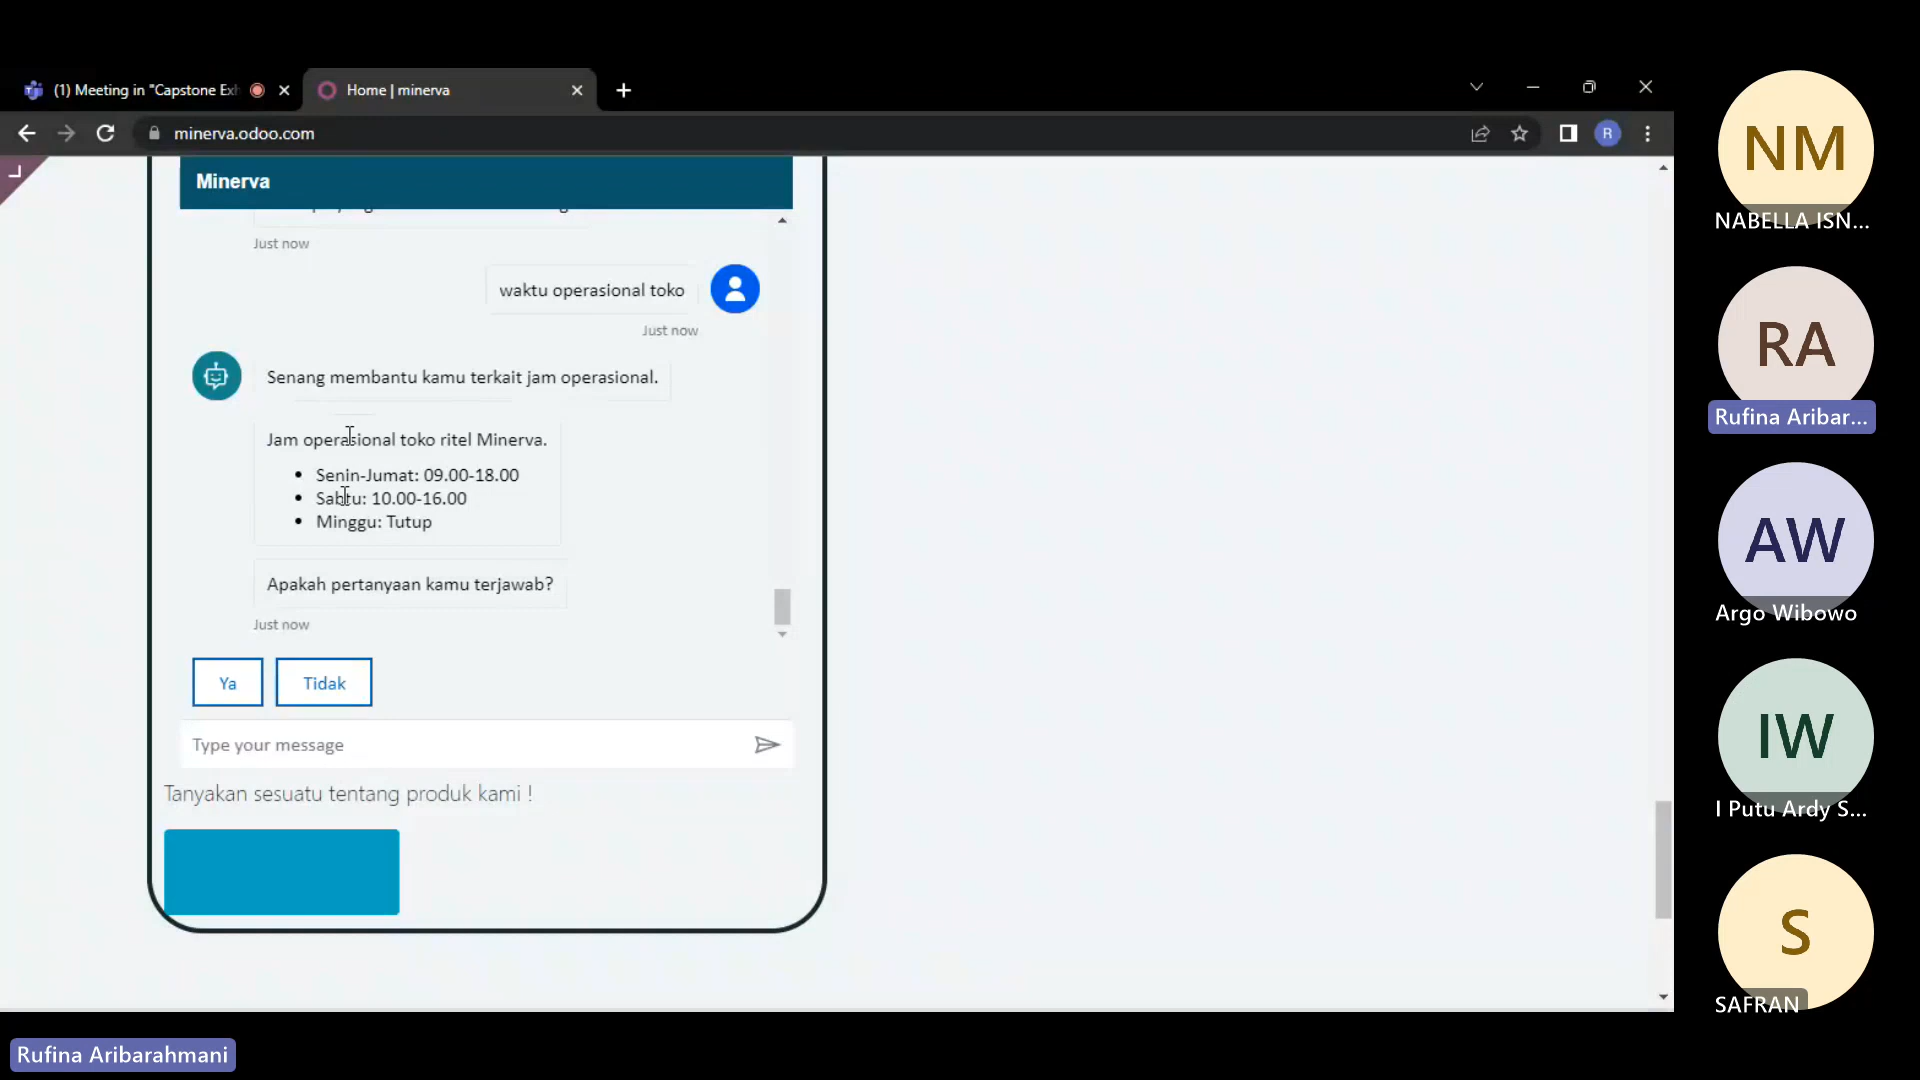 (1) Meeting in "Capstone Exh
Home | minerva
minerva.odoo.com
R
Minerva
Just now
waktu operasional toko
Just now
Senang membantu kamu terkait jam operasional.
Jam operasional toko ritel Minerva.
• Senin-Jumat: 09.00-18.00
• Sabtu: 10.00-16.00
• Minggu: Tutup
Apakah pertanyaan kamu terjawab?
Just now
Ya
Tidak
Type your message
Tanyakan sesuatu tentang produk kami !
Rufina Aribarahmani
NM
NABELLA ISN...
RA
Rufina Aribar...
AW
Argo Wibowo
IW
I Putu Ardy S...
S
SAFRAN